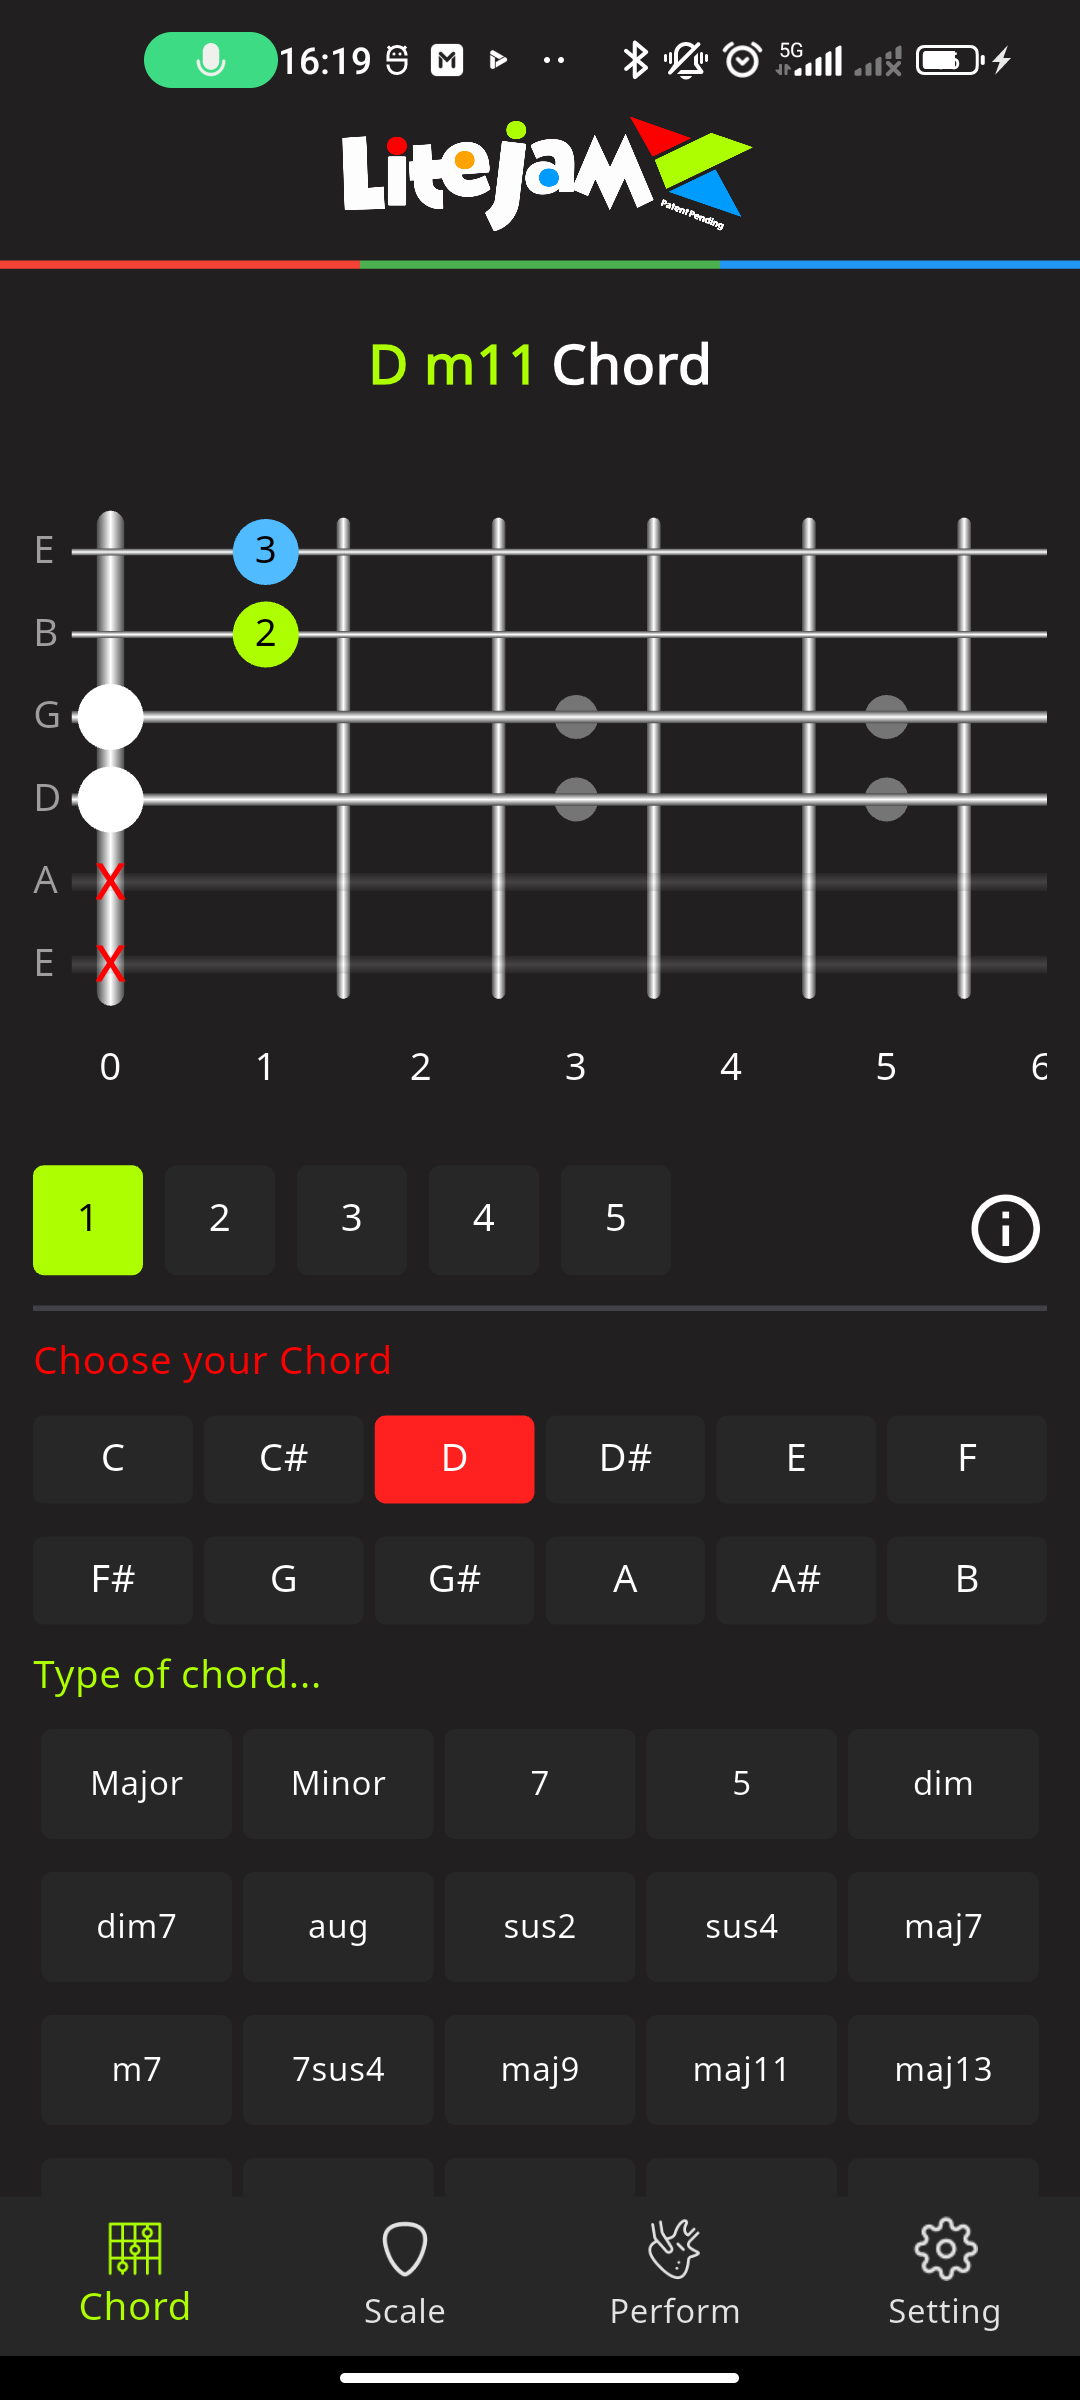 16:19 5G
Litejam
Patent Pending
D m11 Chord
E 3
B 2
G
D
A X
E X
0 1 2 3 4 5 6
1 2 3 4 5
Choose your Chord
C C# D D# E F
F# G G# A A# B
Type of chord...
Major Minor 7 5 dim
dim7 aug sus2 sus4 maj7
m7 7sus4 maj9 maj11 maj13
Chord Scale Perform Setting